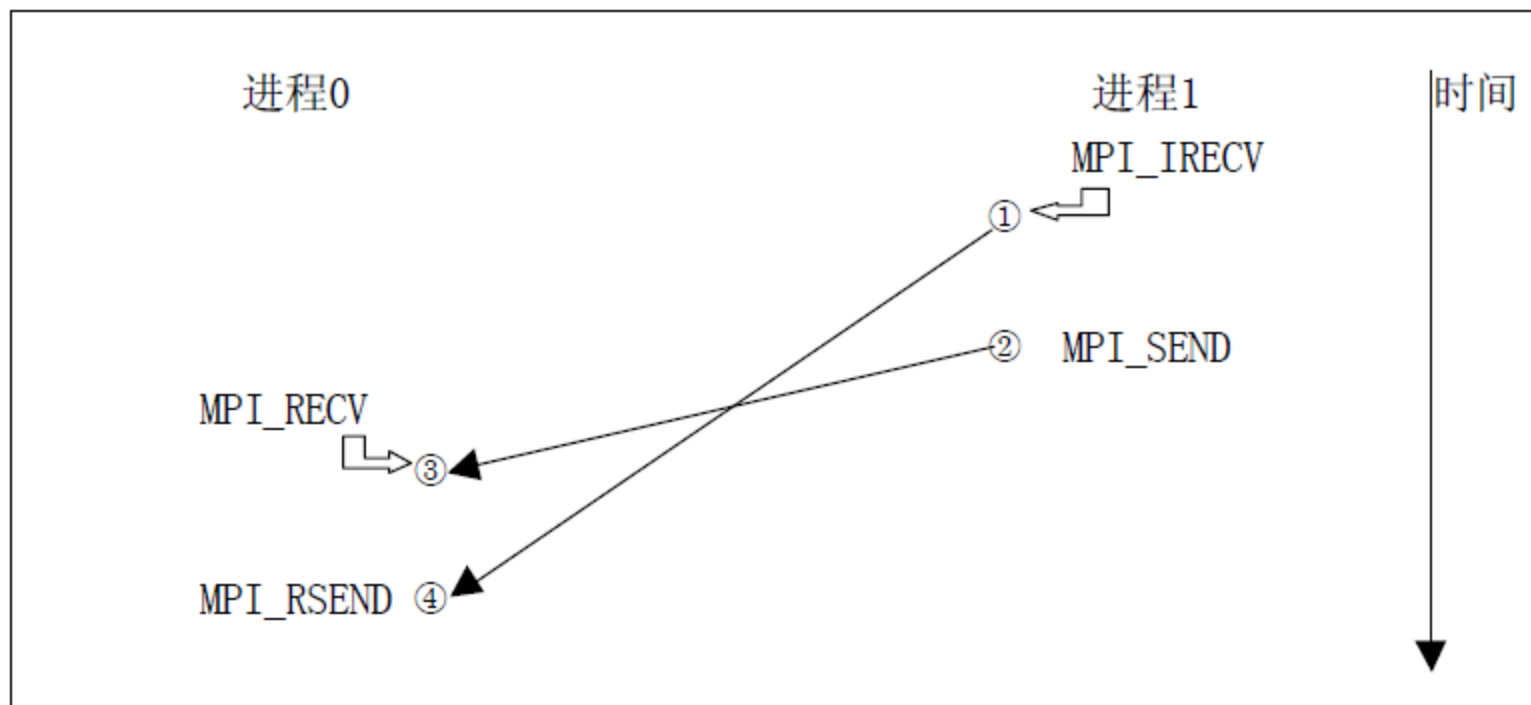 进程0
进程1
时间
MPI_IRECV
①
② MPI_SEND
MPI_RECV
③
MPI_RSEND ④